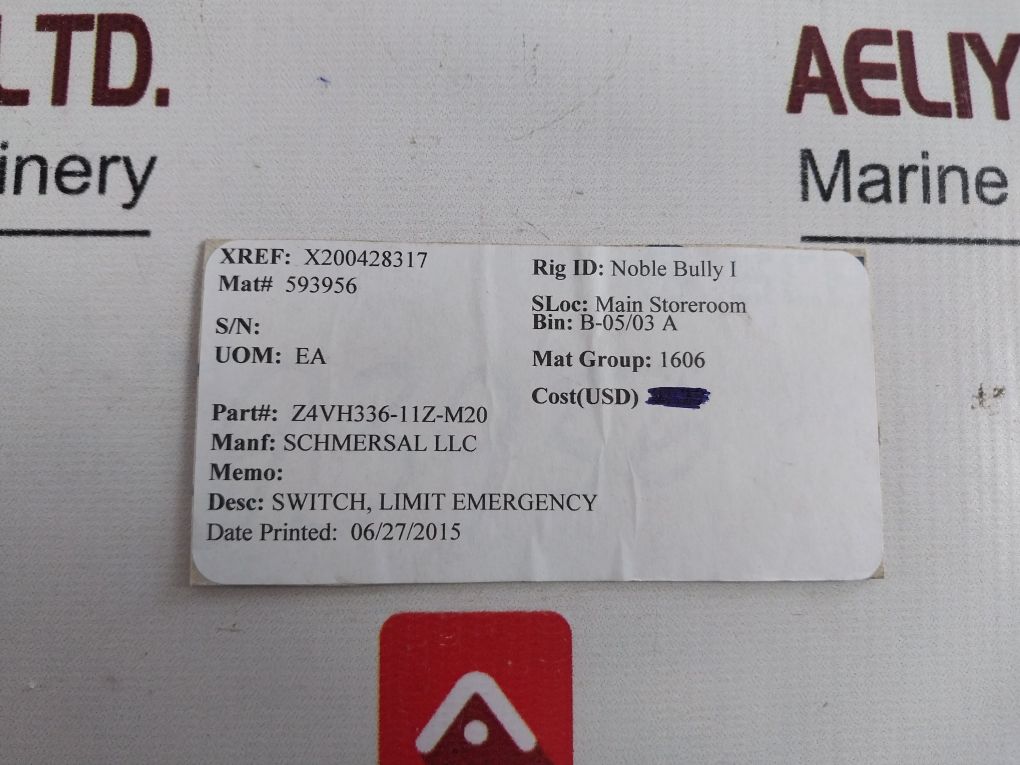 LTD.
inery
AELIY
Marine
XREF: X200428317
Mat# 593956
S/N:
UOM: EA
Part#: Z4VH336-11Z-M20
Manf: SCHMERSAL LLC
Memo:
Desc: SWITCH, LIMIT EMERGENCY
Date Printed: 06/27/2015
Rig ID: Noble Bully I
SLoc: Main Storeroom
Bin: B-05/03 A
Mat Group: 1606
Cost(USD)